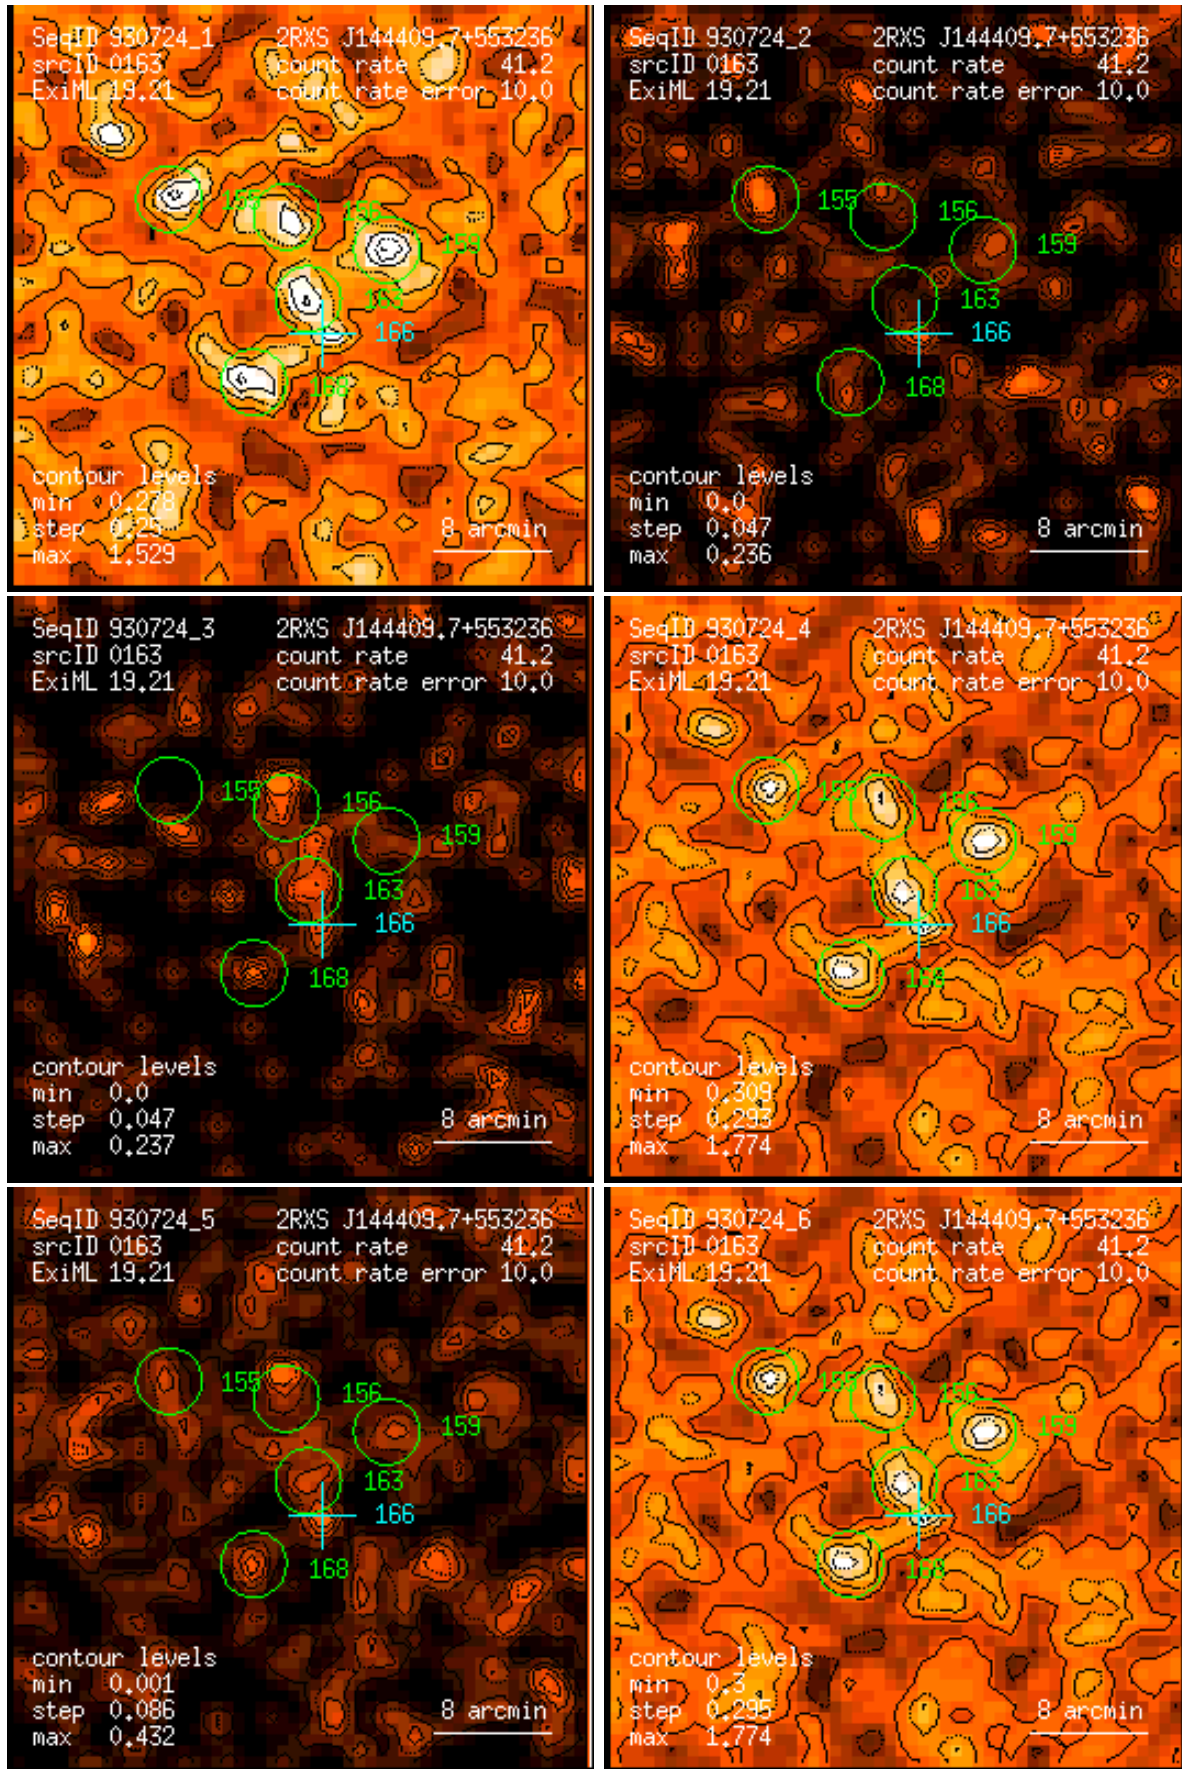 SeqID 930724_1 2RXS J144409.7+553236
srcID 0163 count rate 41.2
ExiML 19.21 count rate error 10.0
155
156
159
163
166
168
contour levels
min 0.278
step 0.25
max 1.529
8 arcmin
SeqID 930724_2 2RXS J144409.7+553236
srcID 0163 count rate 41.2
ExiML 19.21 count rate error 10.0
155
156
159
163
166
168
contour levels
min 0.0
step 0.047
max 0.236
8 arcmin
SeqID 930724_3 2RXS J144409.7+553236
srcID 0163 count rate 41.2
ExiML 19.21 count rate error 10.0
155
156
159
163
166
168
contour levels
min 0.0
step 0.047
max 0.237
8 arcmin
SeqID 930724_4 2RXS J144409.7+553236
srcID 0163 count rate 41.2
ExiML 19.21 count rate error 10.0
155
156
159
163
166
168
contour levels
min 0.309
step 0.293
max 1.774
8 arcmin
SeqID 930724_5 2RXS J144409.7+553236
srcID 0163 count rate 41.2
ExiML 19.21 count rate error 10.0
155
156
159
163
166
168
contour levels
min 0.001
step 0.086
max 0.432
8 arcmin
SeqID 930724_6 2RXS J144409.7+553236
srcID 0163 count rate 41.2
ExiML 19.21 count rate error 10.0
155
156
159
163
166
168
contour levels
min 0.3
step 0.295
max 1.774
8 arcmin